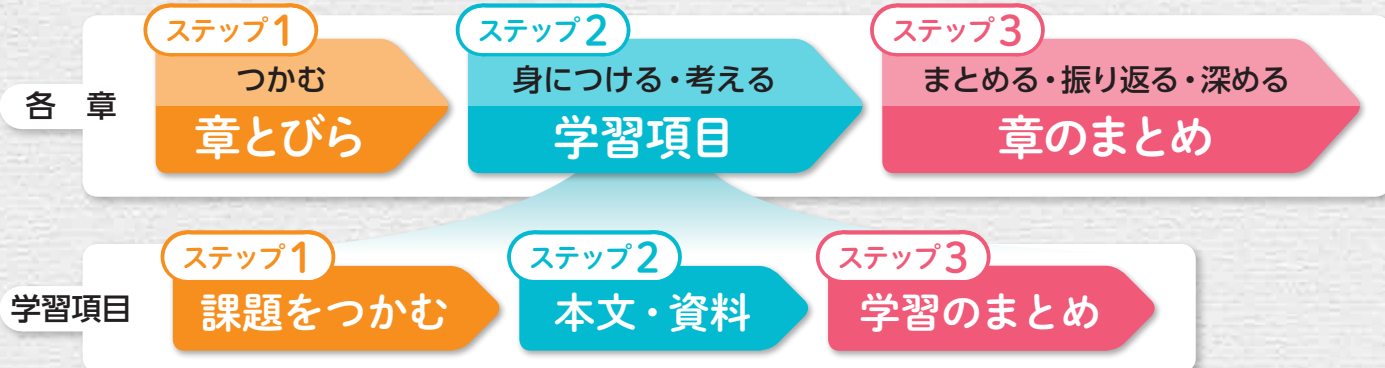 ステップ1
つかむ
章とびら
ステップ2
身につける・考える
学習項目
ステップ3
まとめる・振り返る・深める
章のまとめ
各 章
ステップ1
課題をつかむ
ステップ2
本文・資料
ステップ3
学習のまとめ
学習項目